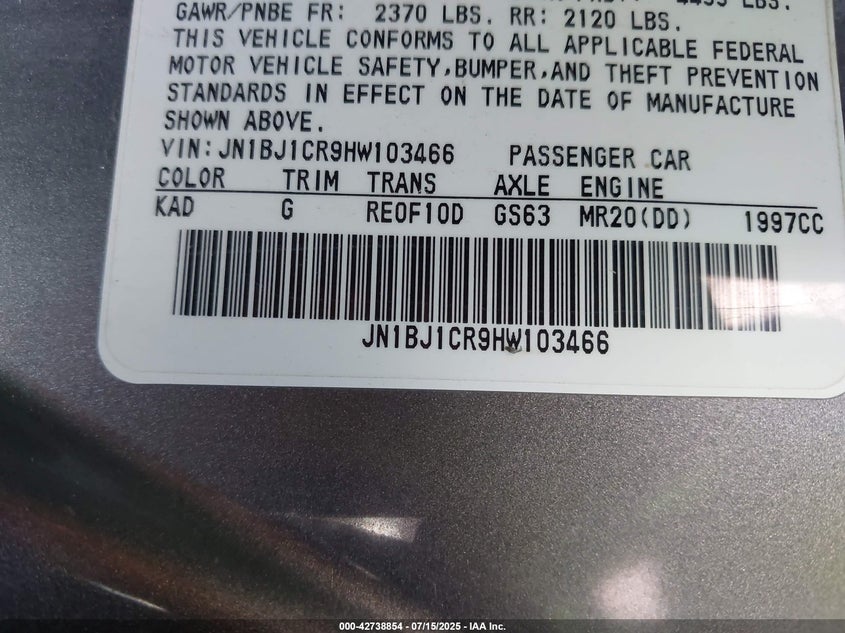 4455 LBS.
GAWR/PNBE FR: 2370 LBS. RR: 2120 LBS.
THIS VEHICLE CONFORMS TO ALL APPLICABLE FEDERAL
MOTOR VEHICLE SAFETY,BUMPER,AND THEFT PREVENTION
STANDARDS IN EFFECT ON THE DATE OF MANUFACTURE
SHOWN ABOVE.
VIN:JN1BJ1CR9HW103466 PASSENGER CAR
COLOR TRIM TRANS AXLE ENGINE
KAD G RE0F10D GS63 MR20(DD) 1997CC
JN1BJ1CR9HW103466
000-42738854 - 07/15/2025 - IAA Inc.